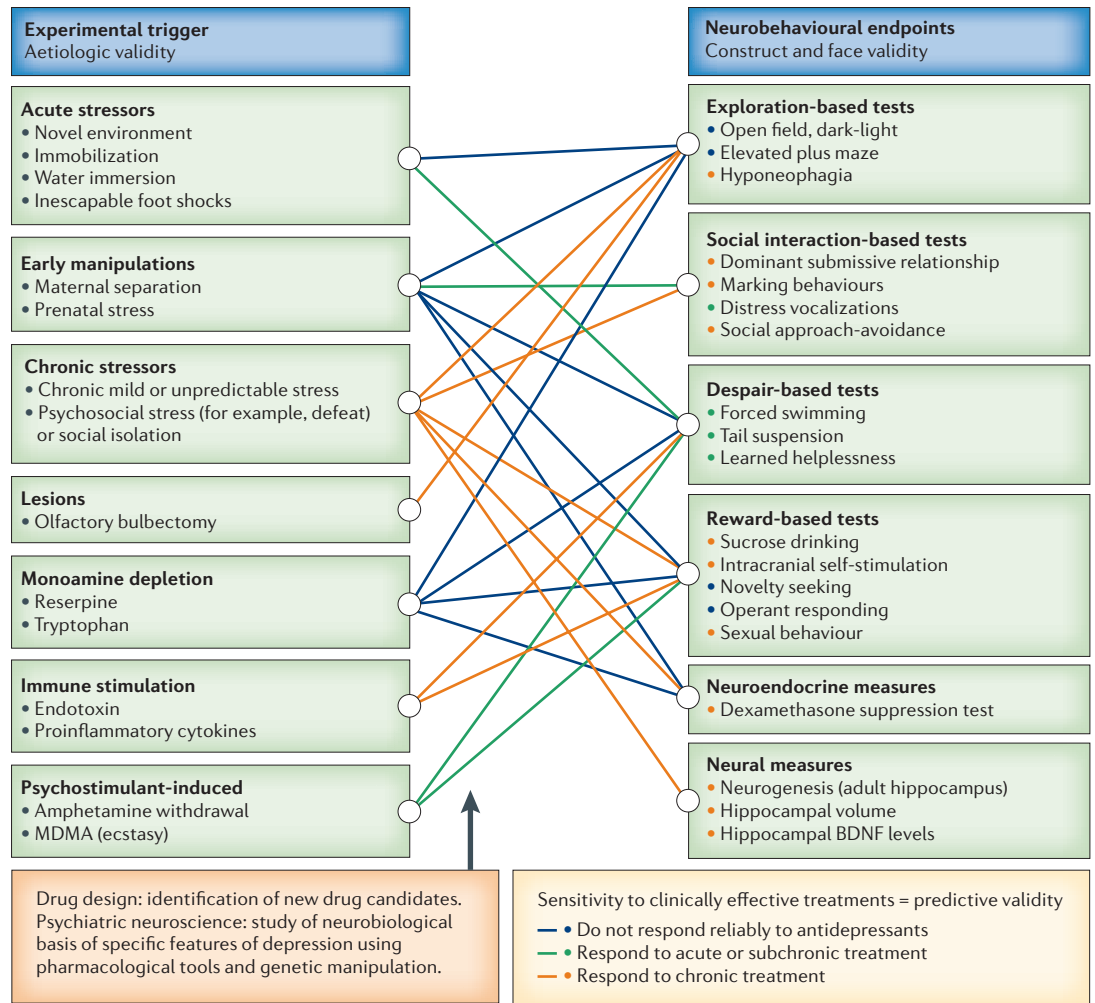 Experimental trigger
Aetiologic validity
Acute stressors
• Novel environment
• Immobilization
• Water immersion
• Inescapable foot shocks
Early manipulations
• Maternal separation
• Prenatal stress
Chronic stressors
• Chronic mild or unpredictable stress
• Psychosocial stress (for example, defeat)
or social isolation
Lesions
• Olfactory bulbectomy
Monoamine depletion
• Reserpine
• Tryptophan
Immune stimulation
• Endotoxin
• Proinflammatory cytokines
Psychostimulant-induced
• Amphetamine withdrawal
• MDMA (ecstasy)
Neurobehavioural endpoints
Construct and face validity
Exploration-based tests
• Open field, dark-light
• Elevated plus maze
• Hyponeophagia
Social interaction-based tests
• Dominant submissive relationship
• Marking behaviours
• Distress vocalizations
• Social approach-avoidance
Despair-based tests
• Forced swimming
• Tail suspension
• Learned helplessness
Reward-based tests
• Sucrose drinking
• Intracranial self-stimulation
• Novelty seeking
• Operant responding
• Sexual behaviour
Neuroendocrine measures
• Dexamethasone suppression test
Neural measures
• Neurogenesis (adult hippocampus)
• Hippocampal volume
• Hippocampal BDNF levels
Drug design: identification of new drug candidates.
Psychiatric neuroscience: study of neurobiological
basis of specific features of depression using
pharmacological tools and genetic manipulation.
Sensitivity to clinically effective treatments = predictive validity
• Do not respond reliably to antidepressants
• Respond to acute or subchronic treatment
• Respond to chronic treatment